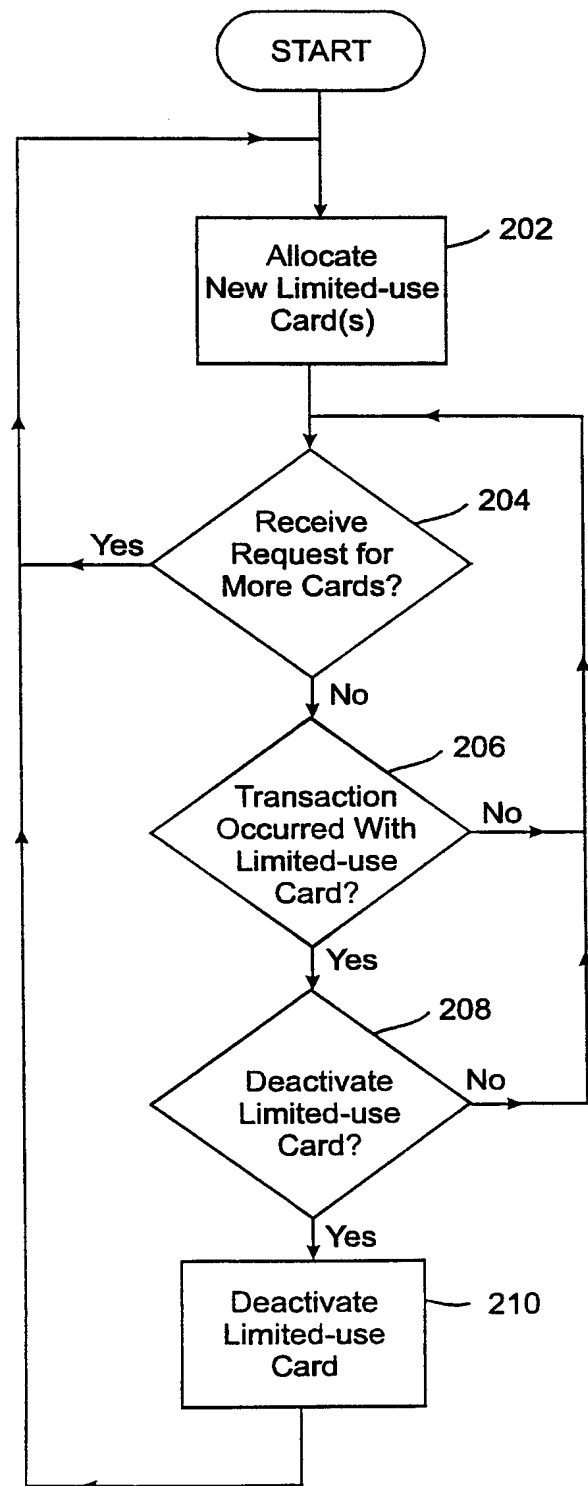 START
202
Allocate
New Limited-use
Card(s)
204
Receive
Request for
More Cards?
Yes
No
206
Transaction
Occurred With
Limited-use
Card?
No
Yes
208
Deactivate
Limited-use
Card?
No
Yes
Deactivate
Limited-use
Card
210